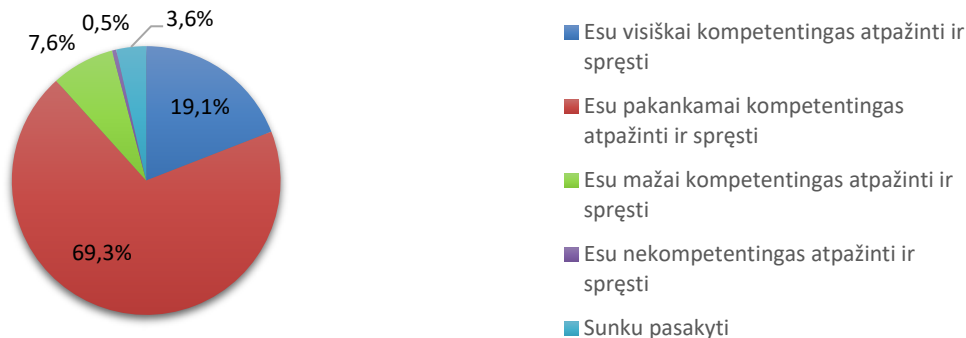 0,5%
3,6%
7,6%
19,1%
69,3%
Esu visiškai kompetentingas atpažinti ir
spręsti
Esu pakankamai kompetentingas
atpažinti ir spręsti
Esu mažai kompetentingas atpažinti ir
spręsti
Esu nekompetentingas atpažinti ir
spręsti
Sunku pasakyti